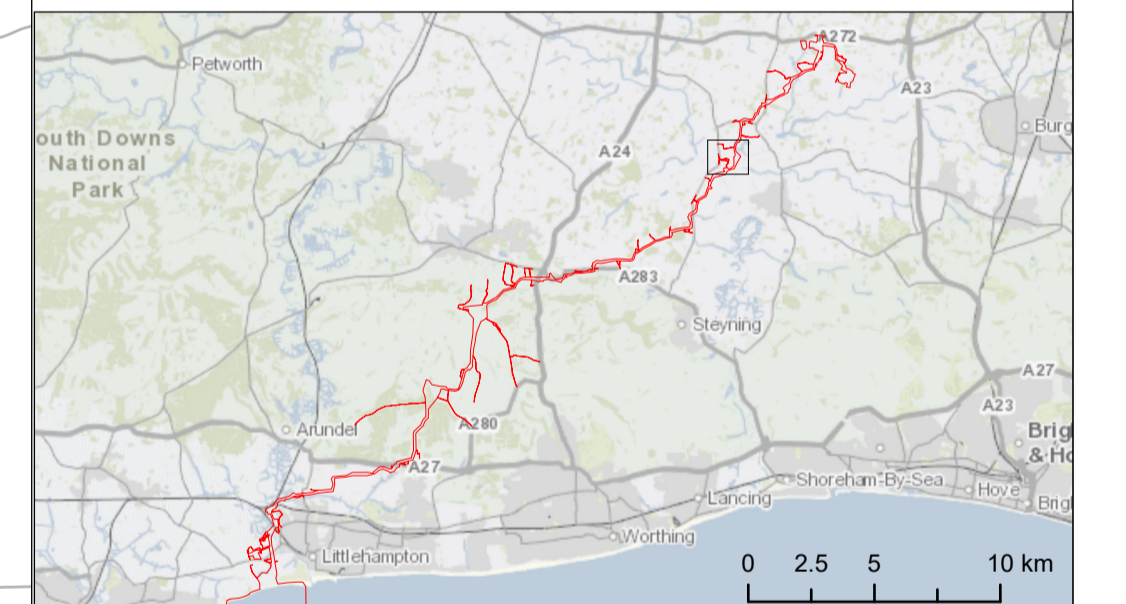 A272
Petworth
A23
Burg
outh Downs
National
Park
A24
A283
Steyning
A27
A23
Arundel
A280
Brig
& Ho
A27
Shoreham-By-Sea
Hove
Lancing
Brigl
Worthing
Littlehampton
0 2.5 5 10 km